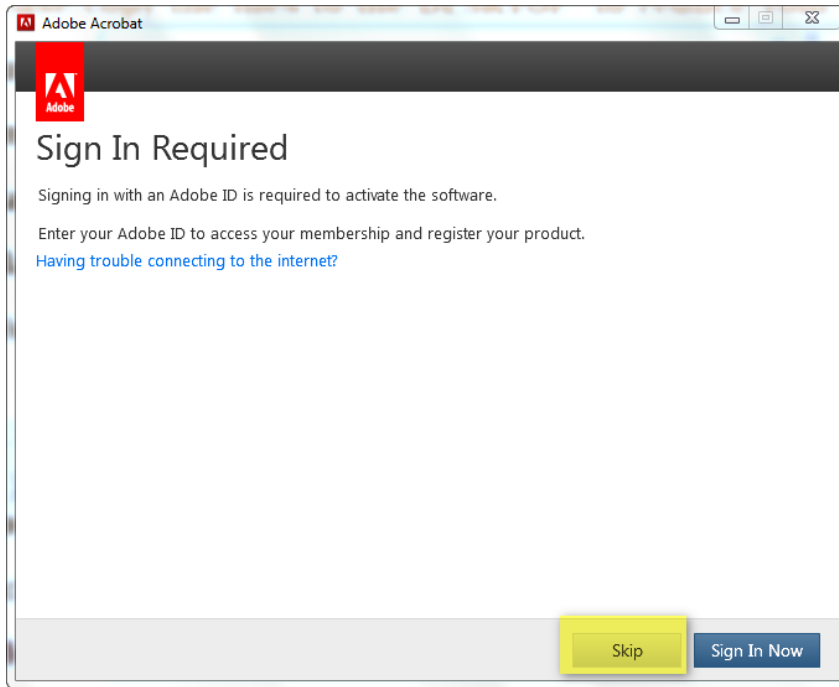 Adobe Acrobat
Adobe
Sign In Required
Signing in with an Adobe ID is required to activate the software.
Enter your Adobe ID to access your membership and register your product.
Having trouble connecting to the internet?
Skip
Sign In Now